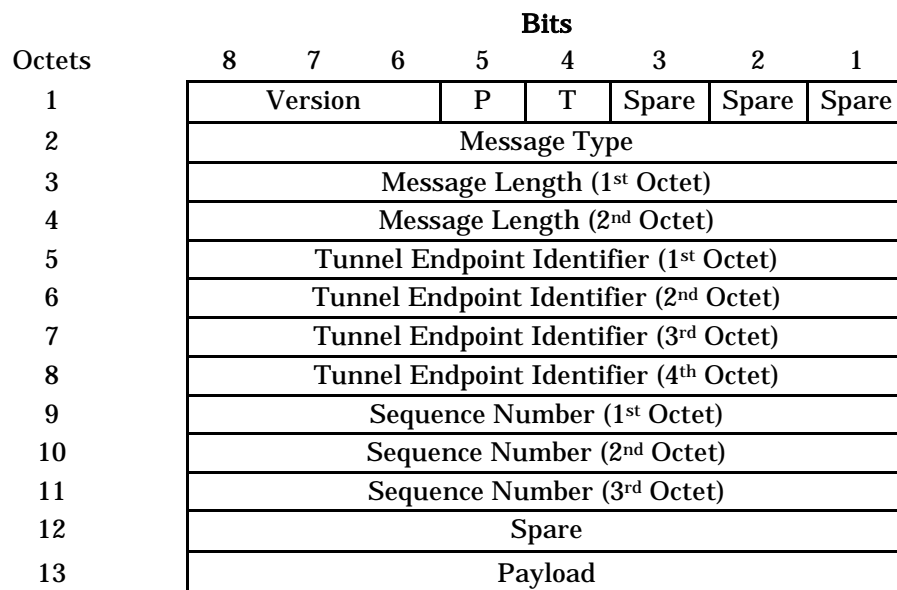 Bits
Octets 8 7 6 5 4 3 2 1
1 Version P T Spare Spare Spare
2 Message Type
3 Message Length (1st Octet)
4 Message Length (2nd Octet)
5 Tunnel Endpoint Identifier (1st Octet)
6 Tunnel Endpoint Identifier (2nd Octet)
7 Tunnel Endpoint Identifier (3rd Octet)
8 Tunnel Endpoint Identifier (4th Octet)
9 Sequence Number (1st Octet)
10 Sequence Number (2nd Octet)
11 Sequence Number (3rd Octet)
12 Spare
13 Payload